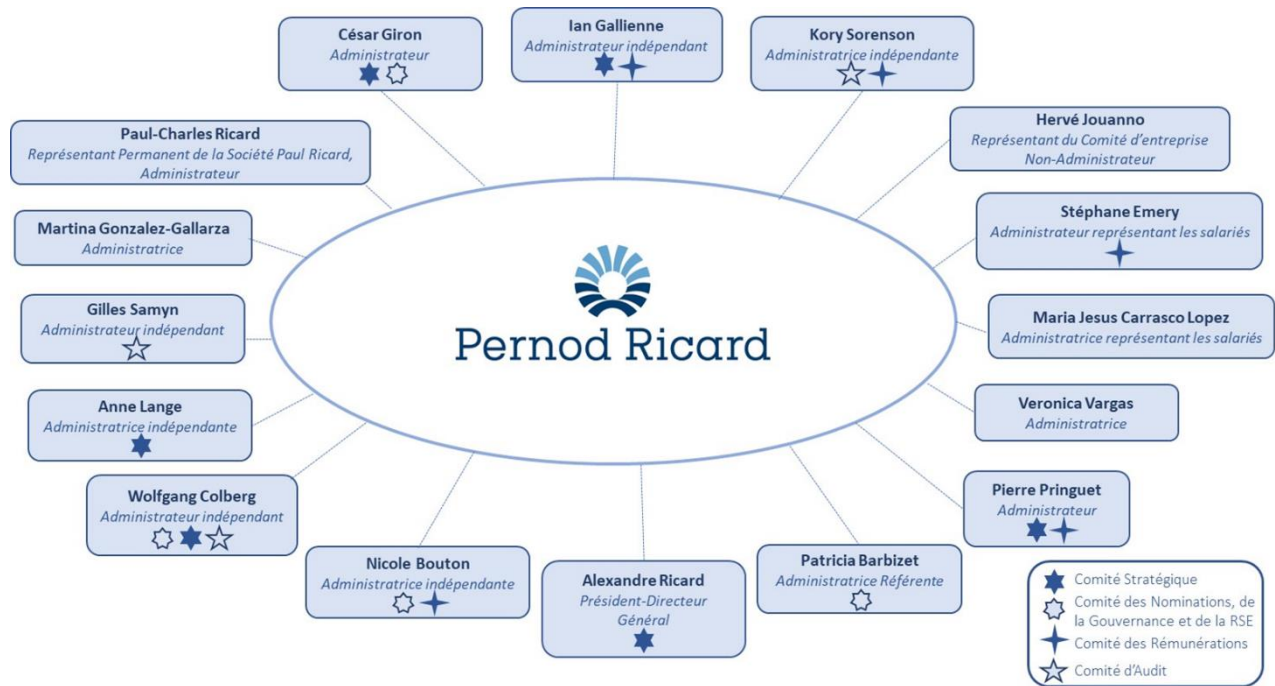 César Giron
Administrateur
Ian Gallienne
Administrateur indépendant
Kory Sorenson
Administratrice indépendante
Paul-Charles Ricard
Représentant Permanent de la Société Paul Ricard,
Administrateur
Hervé Jouanno
Représentant du Comité d'entreprise
Non-Administrateur
Martina Gonzalez-Gallarza
Administratrice
Stéphane Emery
Administrateur représentant les salariés
Gilles Samyn
Administrateur indépendant
Pernod Ricard
Maria Jesus Carrasco Lopez
Administratrice représentant les salariés
Anne Lange
Administratrice indépendante
Veronica Vargas
Administratrice
Wolfgang Colberg
Administrateur indépendant
Pierre Pringuet
Administrateur
Nicole Bouton
Administratrice indépendante
Alexandre Ricard
Président-Directeur
Général
Patricia Barbizet
Administratrice Référente
Comité Stratégique
Comité des Nominations, de
la Gouvernance et de la RSE
Comité des Rémunérations
Comité d'Audit